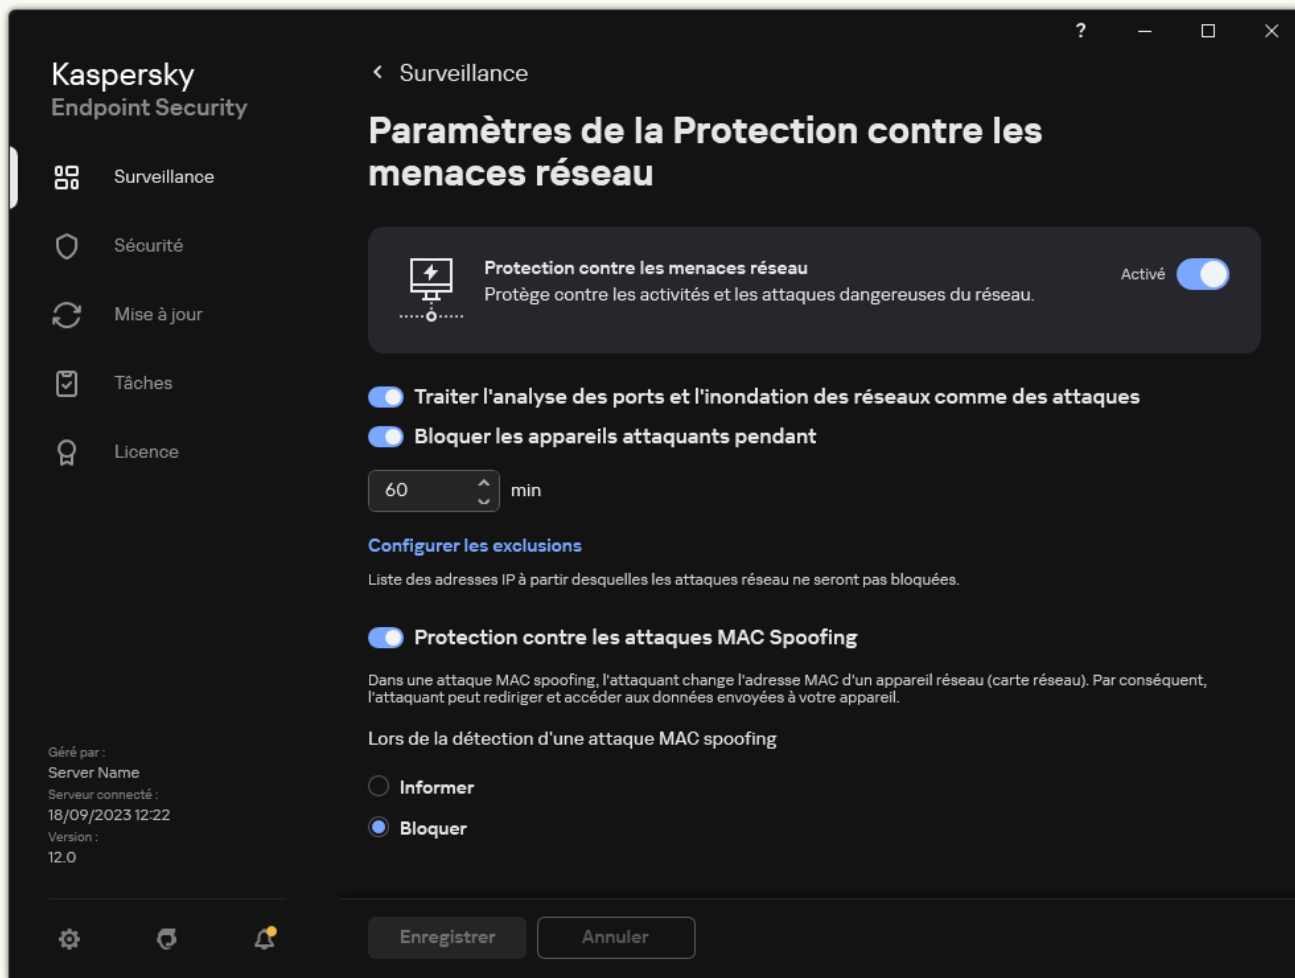 ?
Kaspersky
Endpoint Security
Surveillance
Sécurité
Mise à jour
Tâches
Licence
Géré par :
Server Name
Serveur connecté :
18/09/2023 12:22
Version :
12.0
Surveillance
Paramètres de la Protection contre les
menaces réseau
Protection contre les menaces réseau
Protège contre les activités et les attaques dangereuses du réseau.
Activé
Traiter l'analyse des ports et l'inondation des réseaux comme des attaques
Bloquer les appareils attaquants pendant
60 min
Configurer les exclusions
Liste des adresses IP à partir desquelles les attaques réseau ne seront pas bloquées.
Protection contre les attaques MAC Spoofing
Dans une attaque MAC spoofing, l'attaquant change l'adresse MAC d'un appareil réseau (carte réseau). Par conséquent,
l'attaquant peut rediriger et accéder aux données envoyées à votre appareil.
Lors de la détection d'une attaque MAC spoofing
Informer
Bloquer
Enregistrer
Annuler